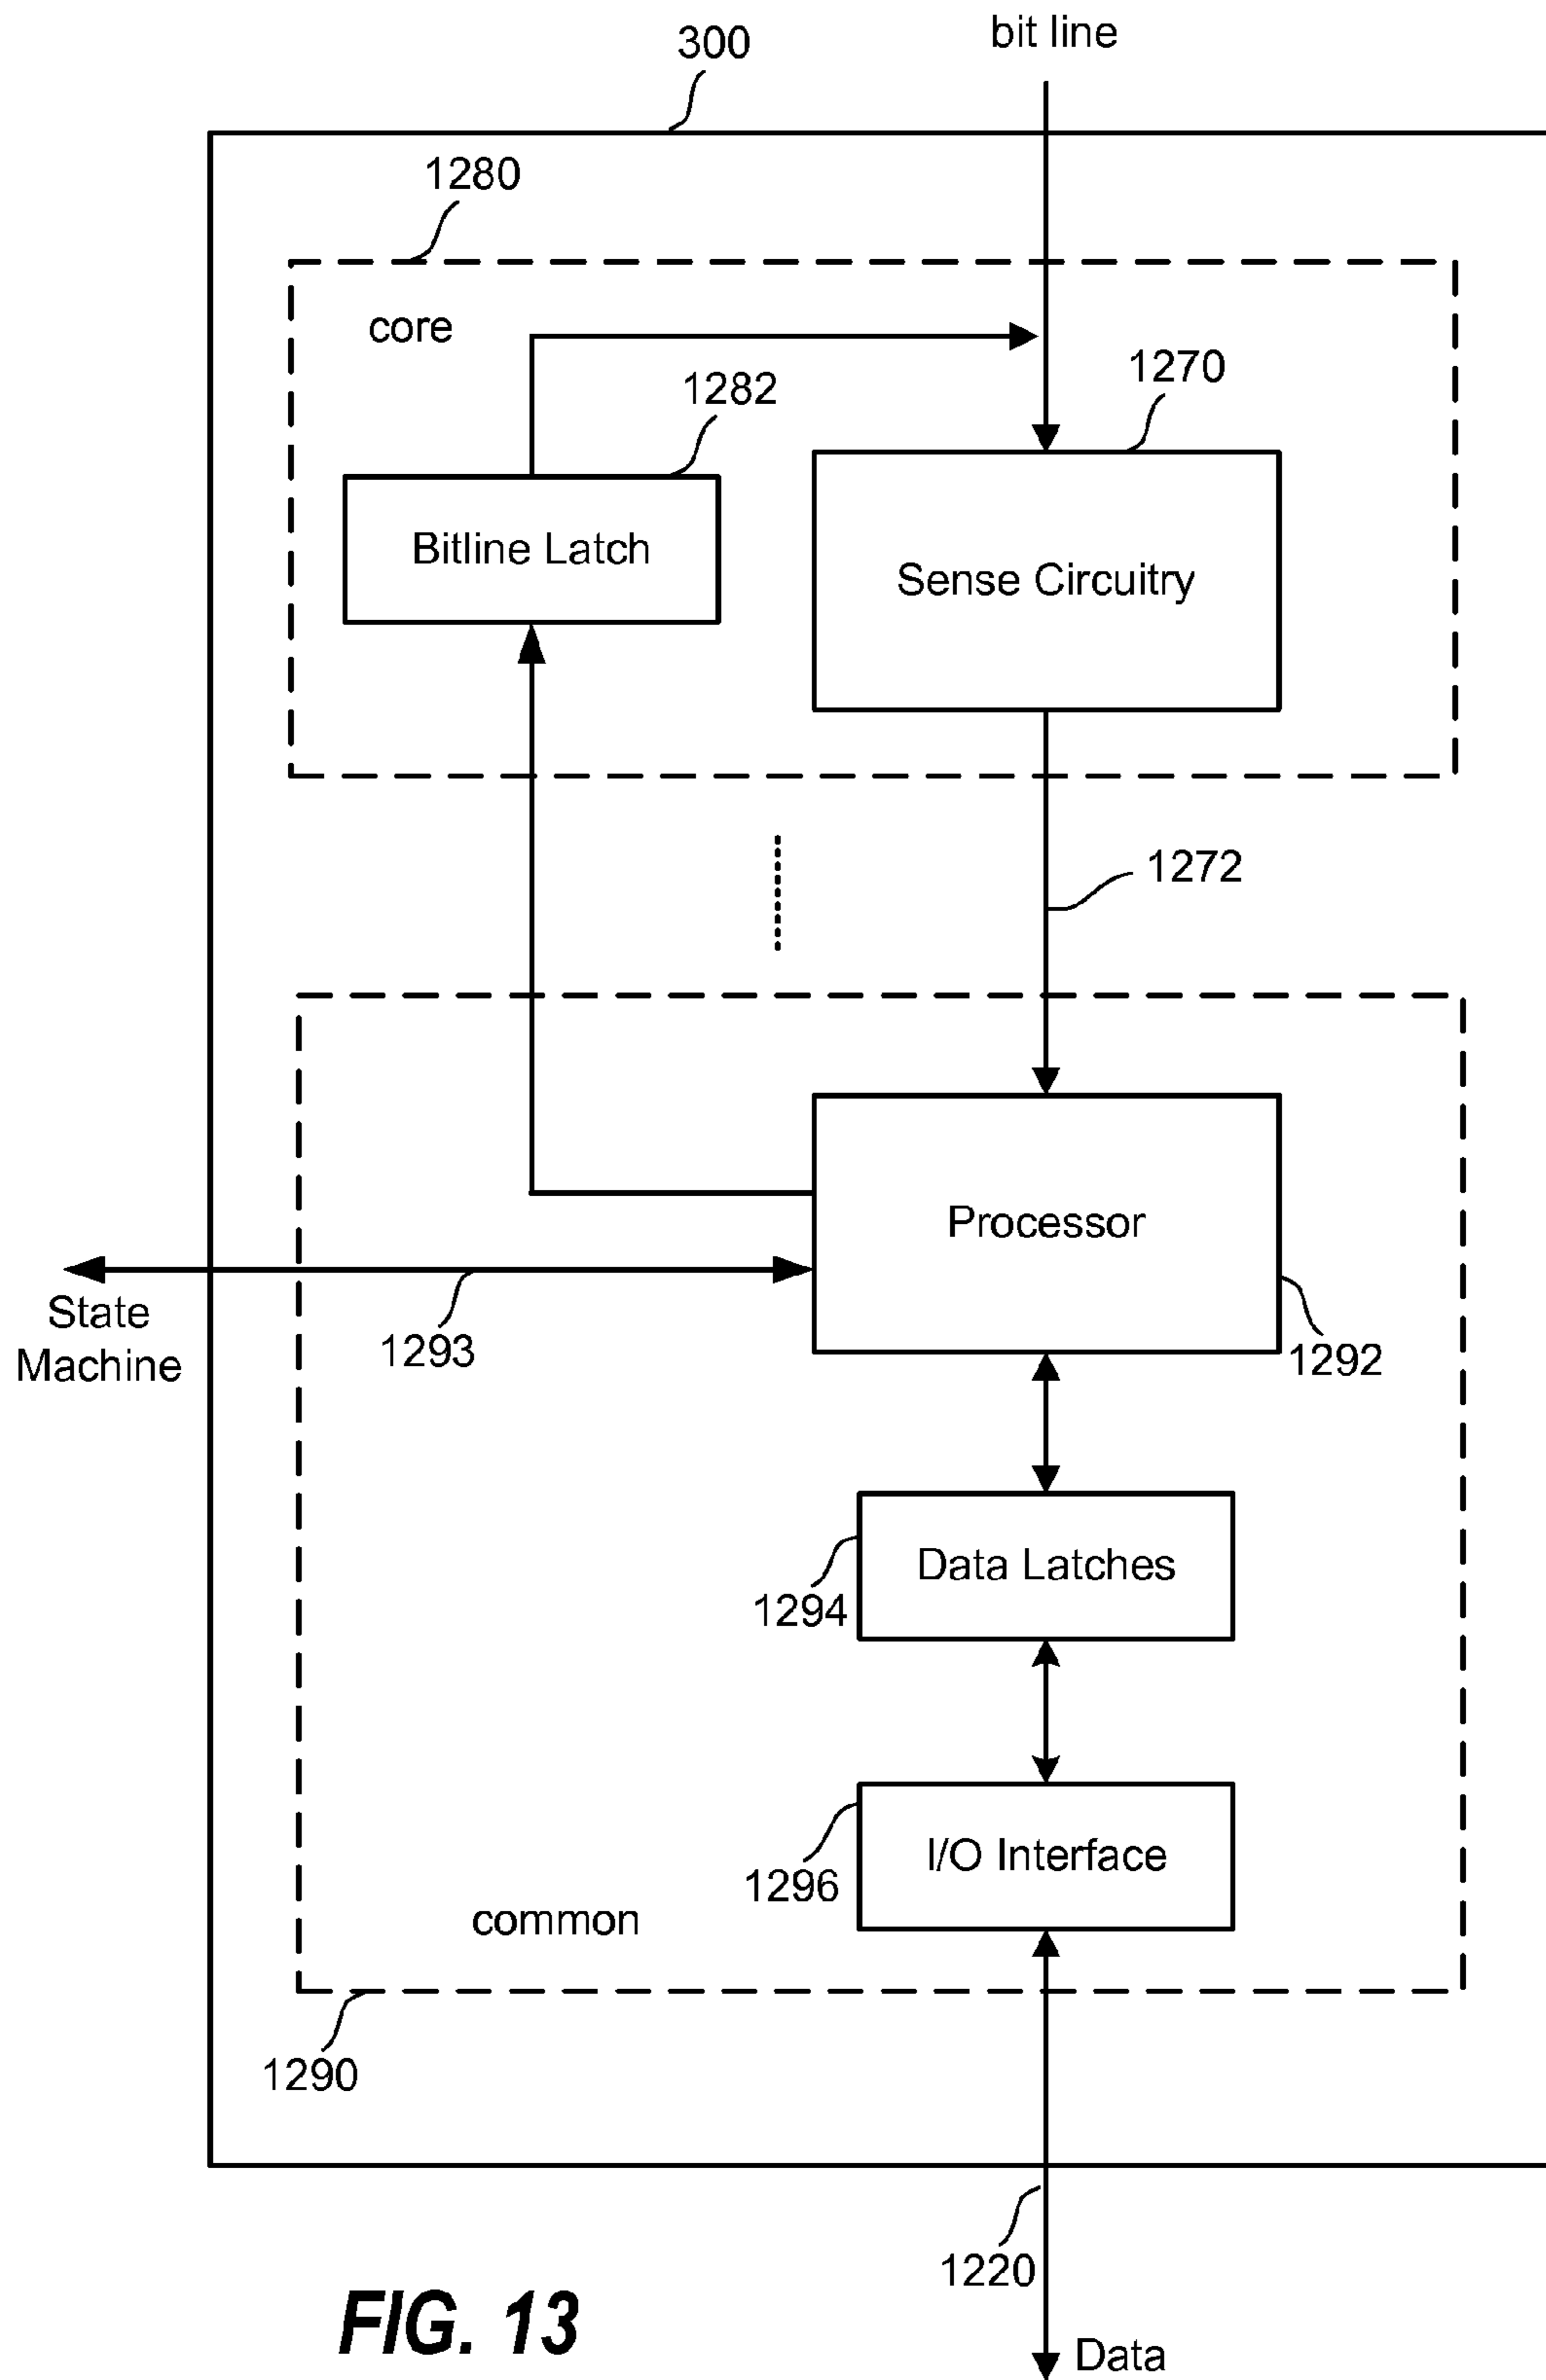 bit line
300
1280
core
1270
1282
Bitline Latch
Sense Circuitry
1272
Processor
State
Machine
1293
1292
Data Latches
1294
I/O Interface
1296
common
1290
1220
FIG. 13
Data